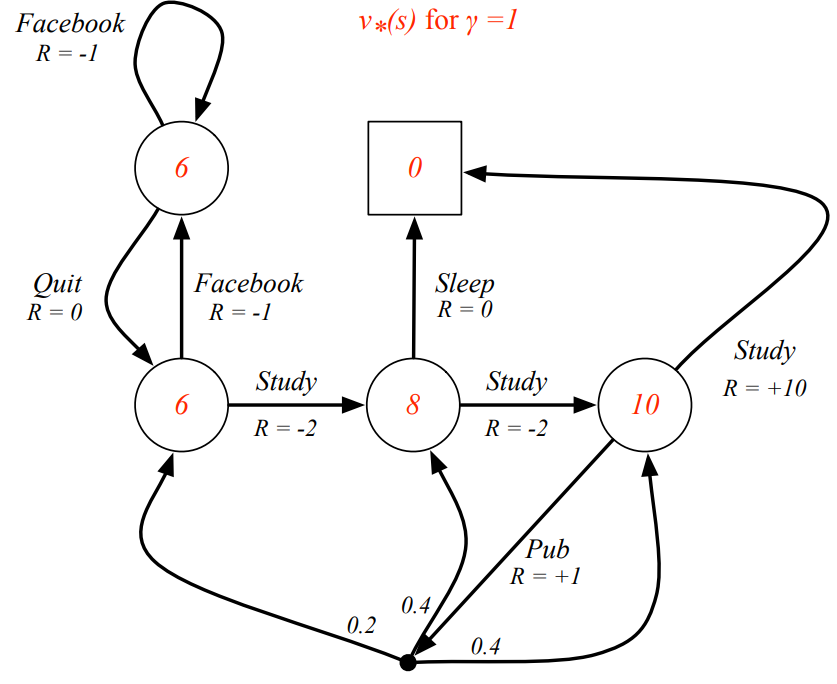 v*(s) for γ =1
Facebook
R = -1
6
0
Quit
R = 0
Facebook
R = -1
Sleep
R = 0
Study
R = +10
6
Study
R = -2
8
Study
R = -2
10
Pub
R = +1
0.2
0.4
0.4